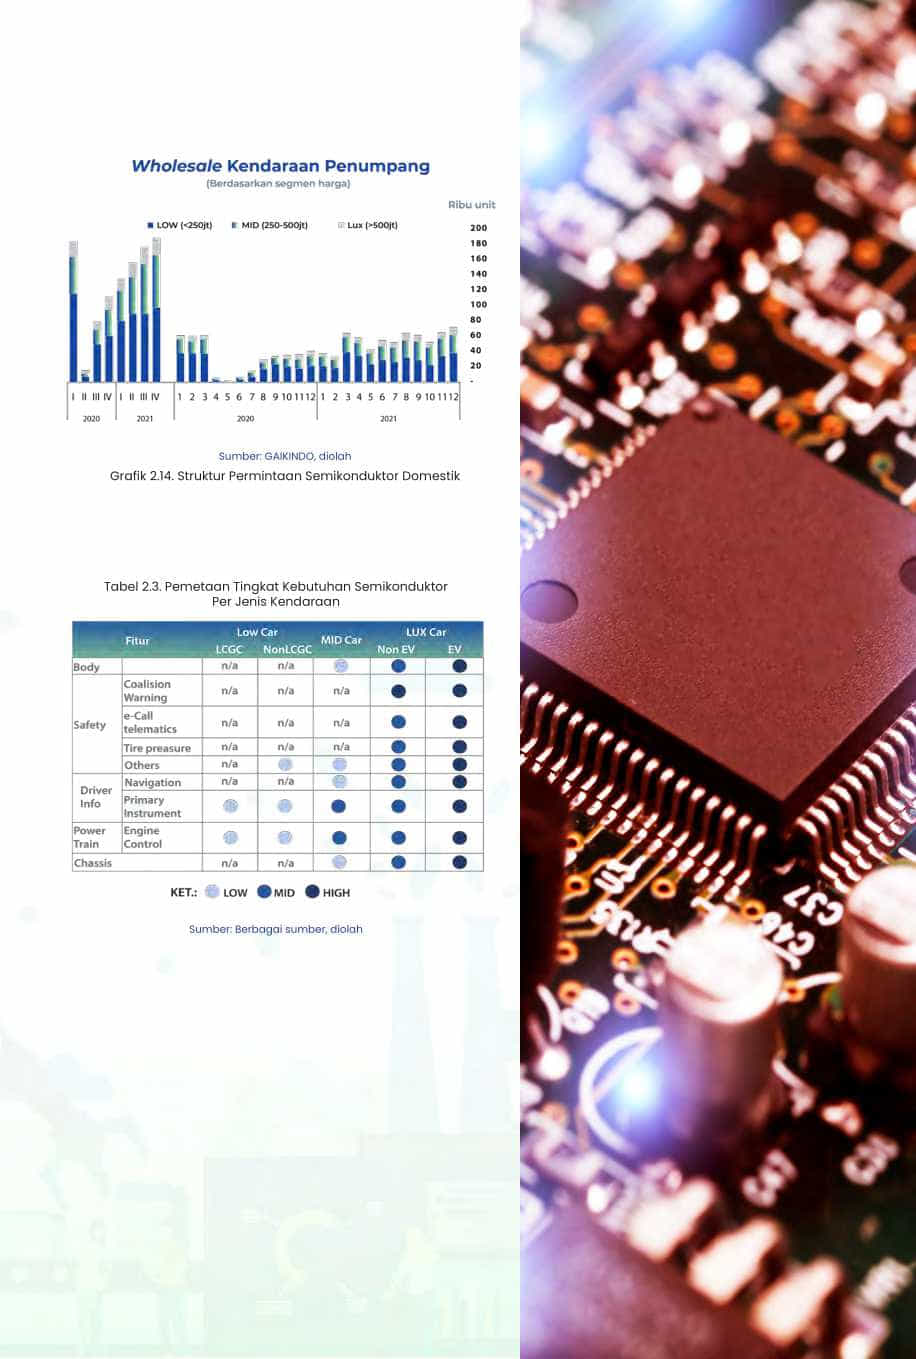 Wholesale Kendaraan Penumpang
(Berdasarkan segmen harga)
Ribu unit
LOW (<250jt) MID (250-500jt) Lux (>500jt)
200
180
160
140
120
100
80
60
40
20
-
I II III IV I II III IV 1 2 3 4 5 6 7 8 9 10 11 12 1 2 3 4 5 6 7 8 9 10 11 12
2020 2021 2020 2021
Sumber: GAIKINDO, diolah
Grafik 2.14. Struktur Permintaan Semikonduktor Domestik
Tabel 2.3. Pemetaan Tingkat Kebutuhan Semikonduktor
Per Jenis Kendaraan
Fitur Low Car MID Car LUX Car
LCGC NonLCGC Non EV EV
Body n/a n/a
Safety
Coalision
Warning n/a n/a n/a
e-Call
telematics n/a n/a n/a
Tire preasure n/a n/a n/a
Others n/a
Driver
Info
Navigation n/a n/a
Primary
Instrument
Power
Train
Engine
Control
Chassis n/a n/a
KET.: LOW MID HIGH
Sumber: Berbagai sumber, diolah
C37
C46
R135
C47